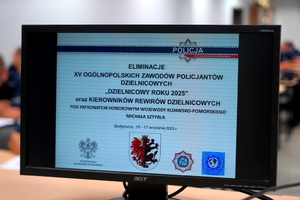 POLICJA
ELIMINACJE
XV OGÓLNOPOLSKICH ZAWODÓW POLICJANTÓW
DZIELNICOWYCH
„DZIELNICOWY ROKU 2025”
oraz KIEROWNIKÓW REWIRÓW DZIELNICOWYCH
POD PATRONATEM HONOROWYM WOJEWODY KUJAWSKO-POMORSKIEGO
MICHAŁA SZTYBLA
acer